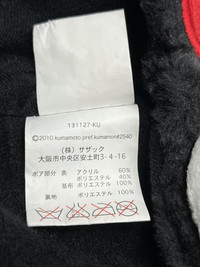 131127-KU
©2010 kumamoto pref.kumamon#2540
(株) サザック
大阪市中央区安土町3-4-16
ボア部分 表 アクリル 60%
ポリエステル 40%
基布 ポリエステル 100%
裏地 ポリエステル 100%